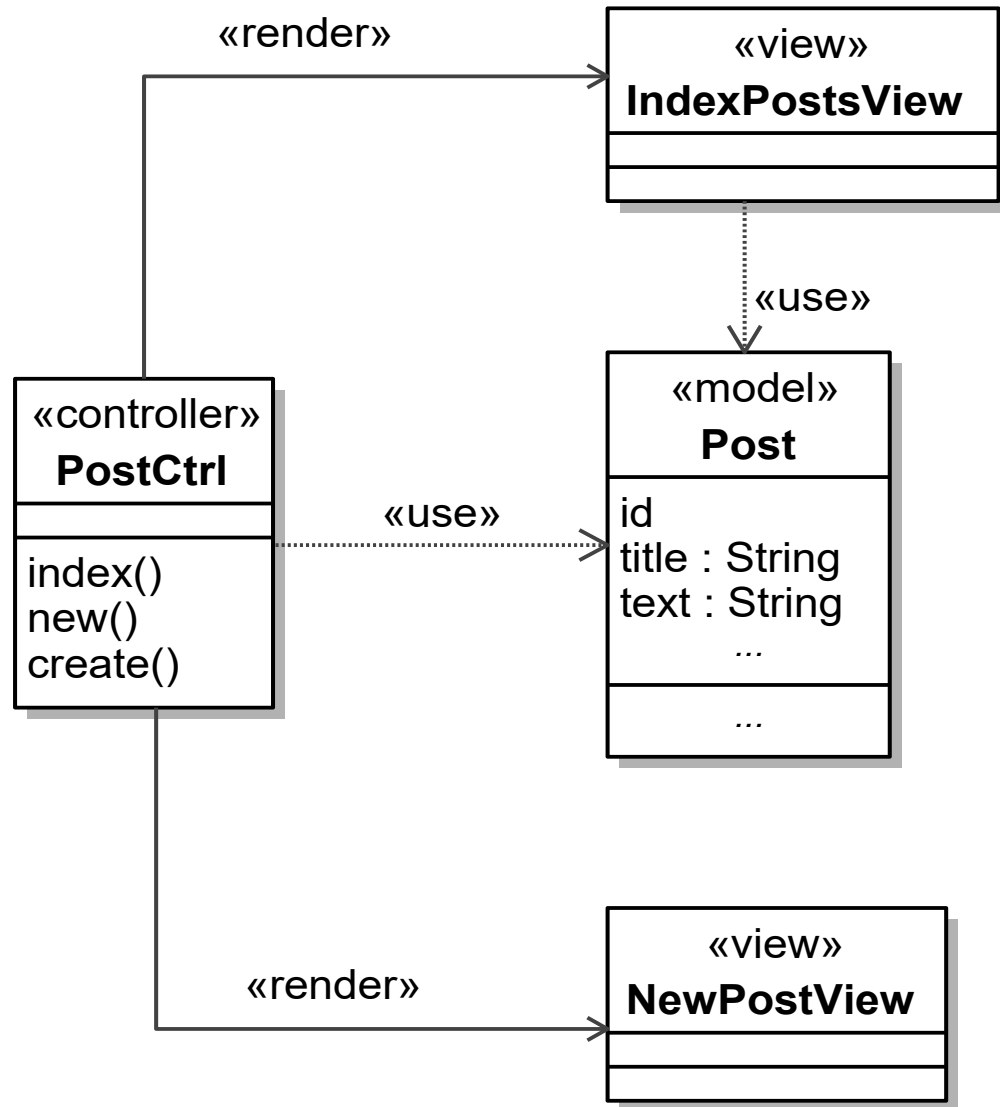 «render»
«view»
IndexPostsView
«use»
«controller»
PostCtrl
index()
new()
create()
«use»
«model»
Post
id
title : String
text : String
...
...
«render»
«view»
NewPostView